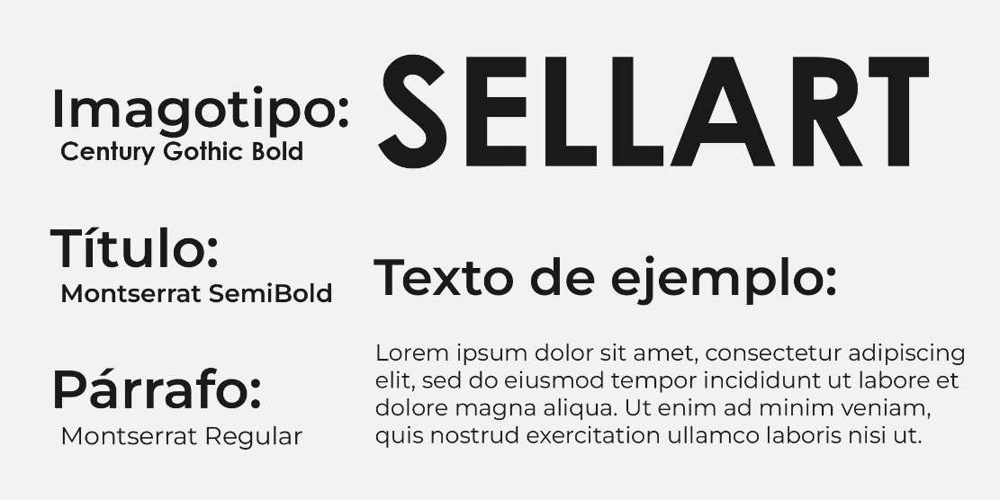 Imagotipo:
Century Gothic Bold
SELLART
Título:
Montserrat SemiBold
Párrafo:
Montserrat Regular
Texto de ejemplo:
Lorem ipsum dolor sit amet, consectetur adipiscing
elit, sed do eiusmod tempor incididunt ut labore et
dolore magna aliqua. Ut enim ad minim veniam,
quis nostrud exercitation ullamco laboris nisi ut.